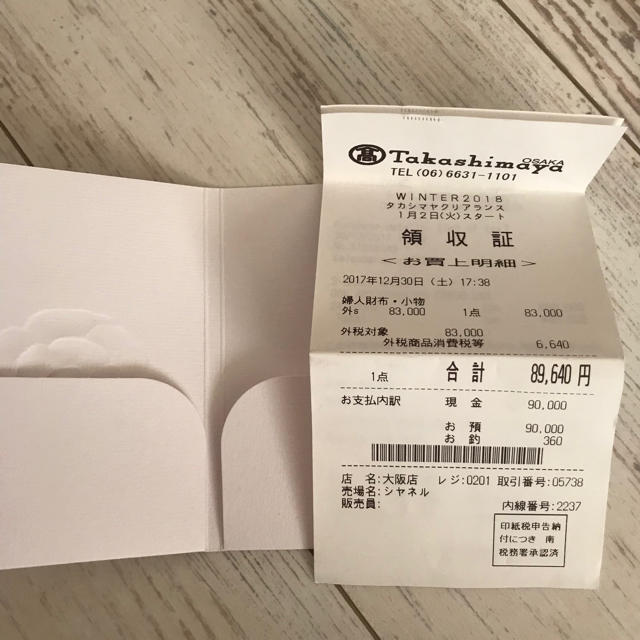 髙 Takashimaya OSAKA
TEL(06)6631-1101
WINTER2018
タカシマヤクリアランス
1月2日(火)スタート
領収証
<お買上明細>
2017年12月30日(土)17:38
婦人財布・小物
外s 83,000 1点 83,000
外税対象 83,000
外税商品消費税等 6,640
1点 合計 89,640円
お支払内訳 現金 90,000
お預 90,000
お釣 360
店 名:大阪店 レジ:0201 取引番号:05738
売場名:シャネル
販売員: 内線番号:2237
印紙税申告納
付につき 南
税務署承認済